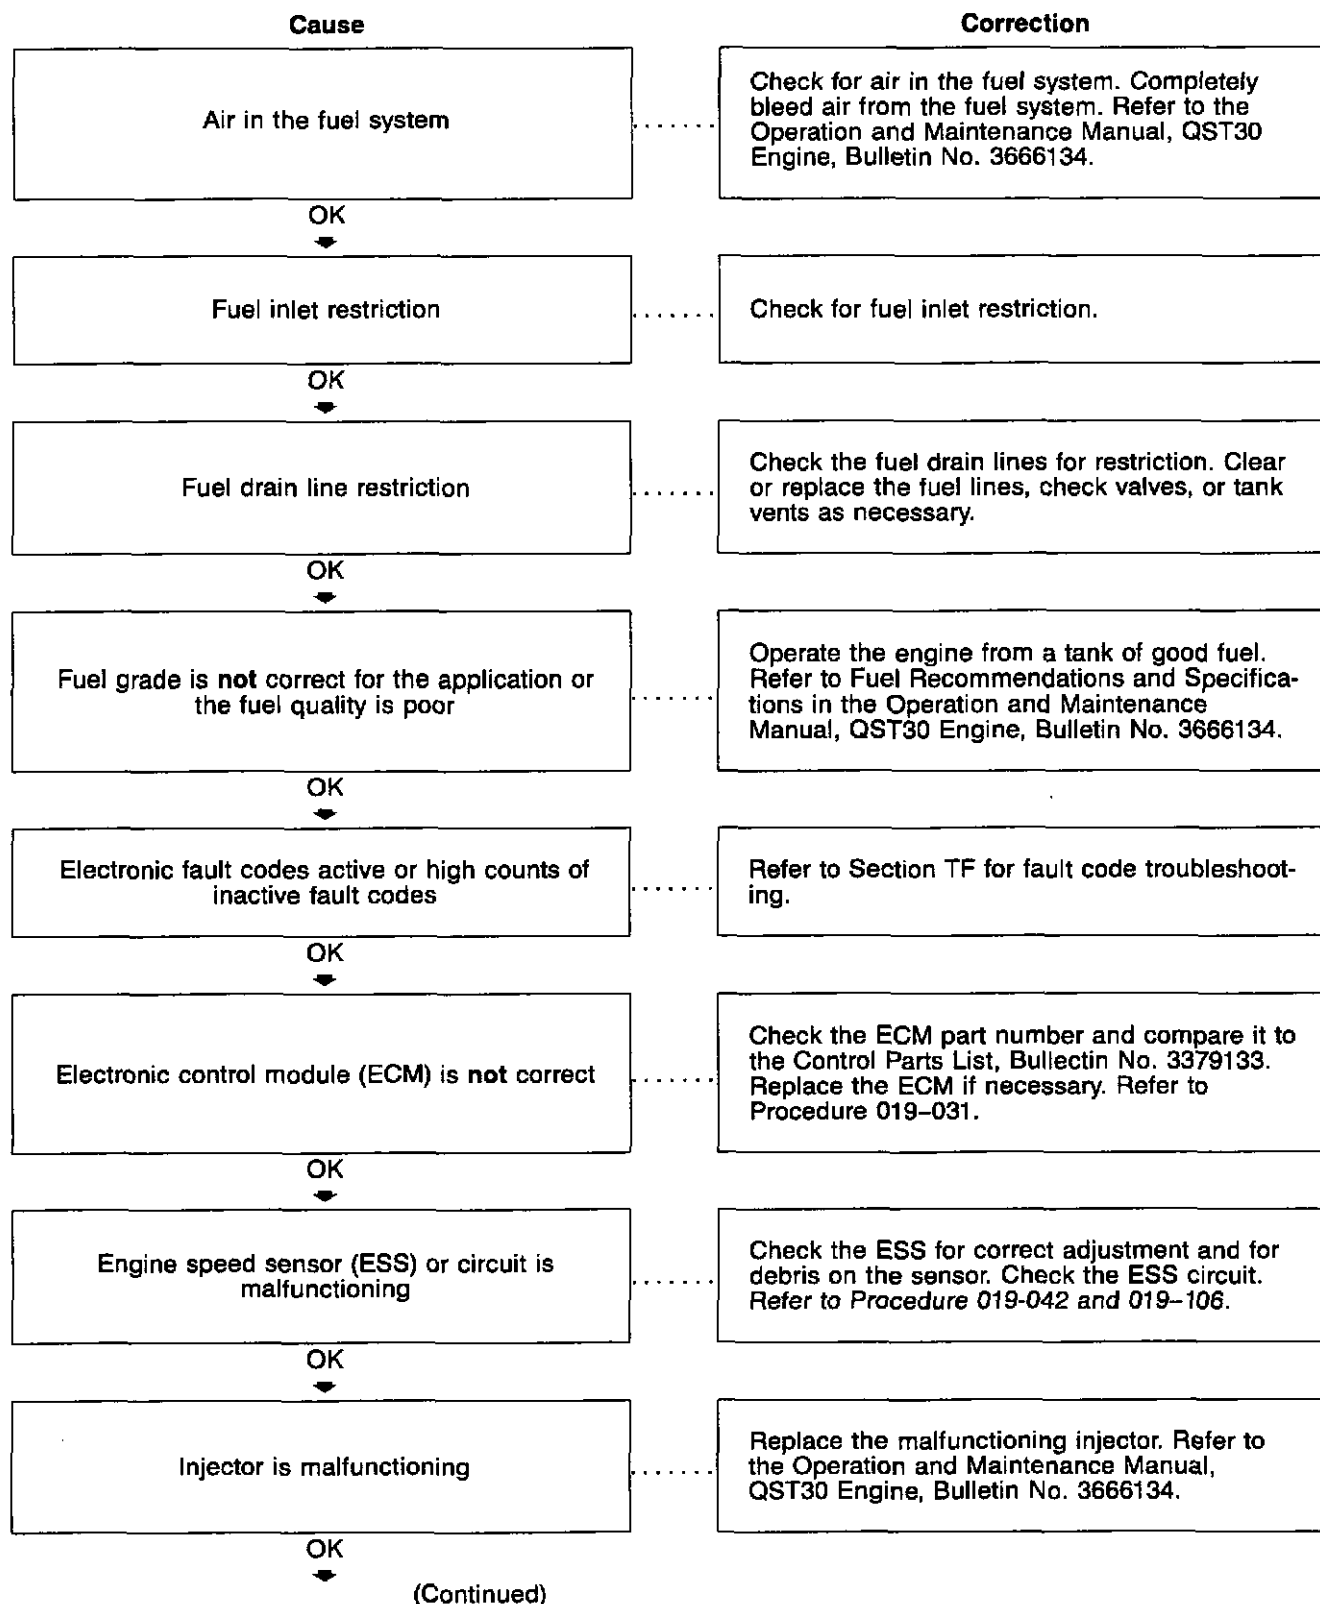 Cause
Correction
Air in the fuel system
Check for air in the fuel system. Completely
bleed air from the fuel system. Refer to the
Operation and Maintenance Manual, QST30
Engine, Bulletin No. 3666134.
OK
Fuel inlet restriction
Check for fuel inlet restriction.
OK
Fuel drain line restriction
Check the fuel drain lines for restriction. Clear
or replace the fuel lines, check valves, or tank
vents as necessary.
OK
Fuel grade is not correct for the application or
the fuel quality is poor
Operate the engine from a tank of good fuel.
Refer to Fuel Recommendations and Specifica-
tions in the Operation and Maintenance
Manual, QST30 Engine, Bulletin No. 3666134.
OK
Electronic fault codes active or high counts of
inactive fault codes
Refer to Section TF for fault code troubleshoot-
ing.
OK
Electronic control module (ECM) is not correct
Check the ECM part number and compare it to
the Control Parts List, Bullectin No. 3379133.
Replace the ECM if necessary. Refer to
Procedure 019–031.
OK
Engine speed sensor (ESS) or circuit is
malfunctioning
Check the ESS for correct adjustment and for
debris on the sensor. Check the ESS circuit.
Refer to Procedure 019-042 and 019–106.
OK
Injector is malfunctioning
Replace the malfunctioning injector. Refer to
the Operation and Maintenance Manual,
QST30 Engine, Bulletin No. 3666134.
OK
(Continued)